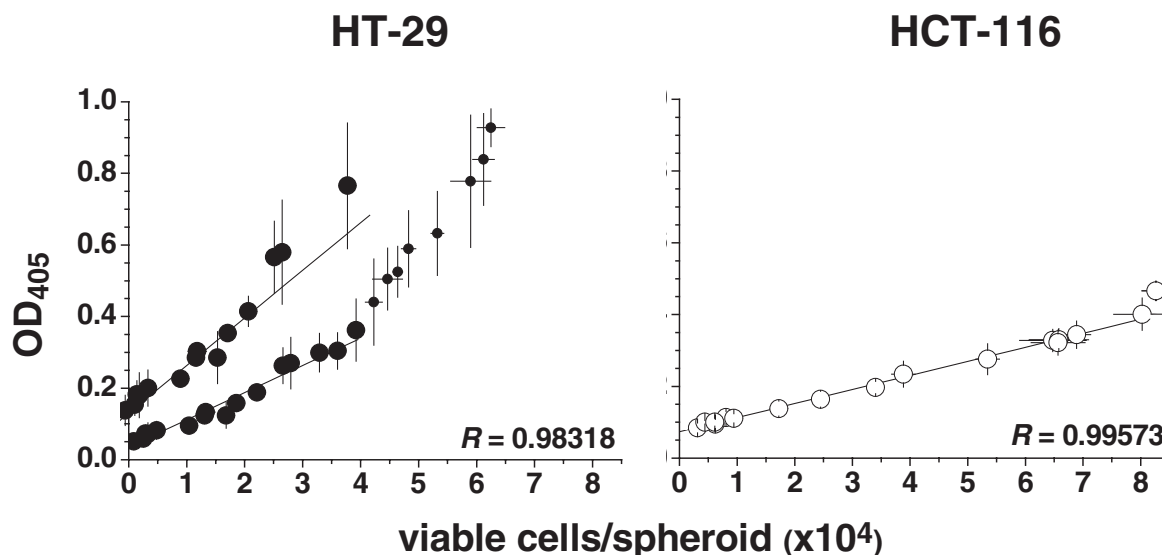 HT-29
HCT-116
1.0
0.8
0.6
0.4
0.2
0.0
OD405
R = 0.98318
R = 0.99573
0 1 2 3 4 5 6 7 8
0 1 2 3 4 5 6 7 8
viable cells/spheroid (x10⁴)